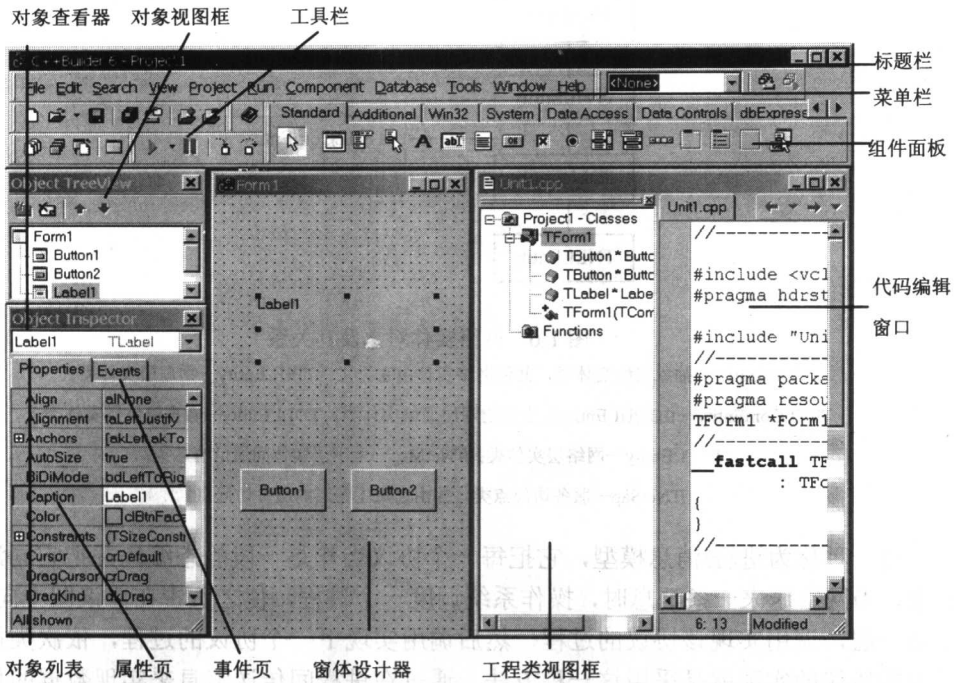 对象查看器 对象视图框 工具栏
C++Builder 6 - Project1
标题栏
File Edit Search View Project Run Component Database Tools Window Help <None>
菜单栏
Standard Additional Win32 System Data Access Data Controls dbExpress
组件面板
Object TreeView
Form1
Button1
Button2
Label1
Object Inspector
Label1 TLabel
Properties Events
Align alNone
Alignment taLeftJustify
Anchors [akLeft,akTo
AutoSize true
BiDiMode bdLeftToRig
Caption Label1
Color clBtnFace
Constraints (TSizeConstr
Cursor crDefault
DragCursor crDrag
DragKind dkDrag
All shown
Form1
Label1
Button1 Button2
Unit1.cpp
Project1 - Classes
TForm1
TButton * Buttc
TButton * Buttc
TLabel * Labe
TForm1(TCom
Functions
Unit1.cpp
//---------
#include <vcl
#pragma hdrst
#include "Uni
//---------
#pragma packa
#pragma resou
TForm1 *Form1
//---------
__fastcall TF
: TFo
{
}
//---------
6: 13 Modified
代码编辑
窗口
对象列表 属性页 事件页 窗体设计器 工程类视图框